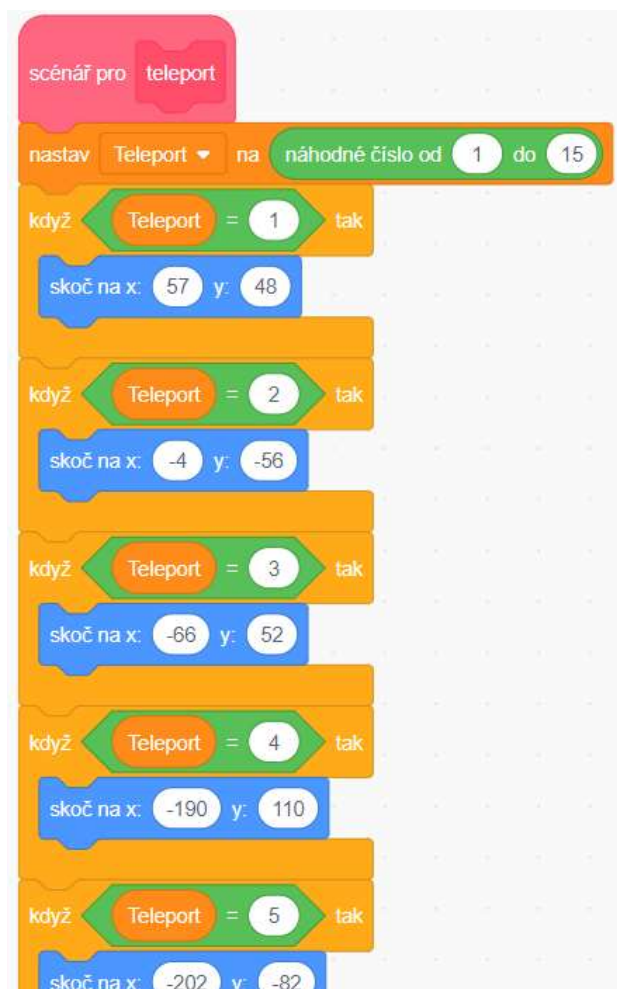 scénář pro teleport
nastav Teleport na náhodné číslo od 1 do 15
když Teleport = 1 tak
skoč na x: 57 y: 48
když Teleport = 2 tak
skoč na x: -4 y: -56
když Teleport = 3 tak
skoč na x: -66 y: 52
když Teleport = 4 tak
skoč na x: -190 y: 110
když Teleport = 5 tak
skoč na x: -202 y: -82